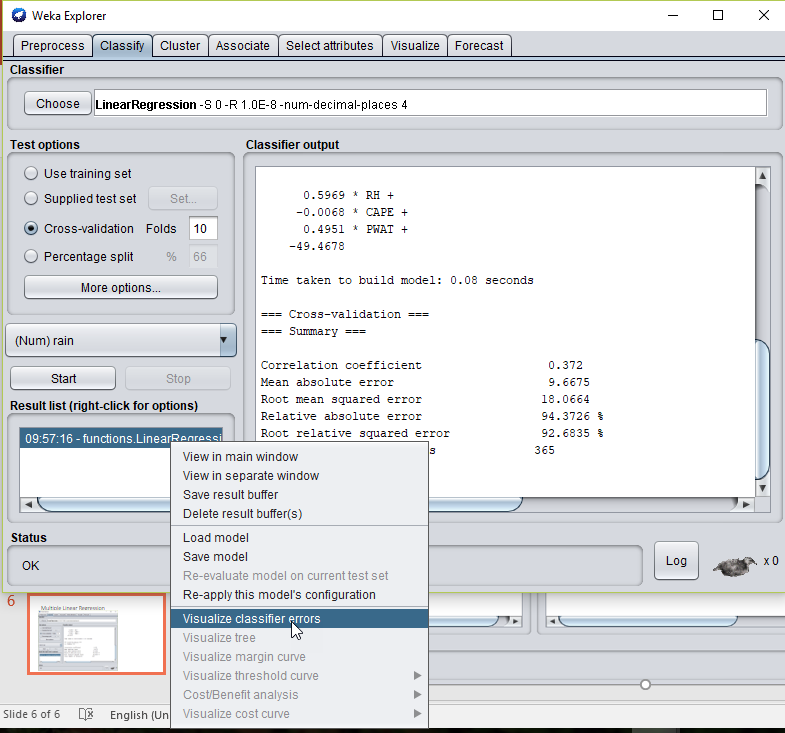 Weka Explorer
Preprocess Classify Cluster Associate Select attributes Visualize Forecast
Classifier
Choose LinearRegression -S 0 -R 1.0E-8 -num-decimal-places 4
Test options
Use training set
Supplied test set Set...
Cross-validation Folds 10
Percentage split % 66
More options...
(Num) rain
Start Stop
Result list (right-click for options)
09:57:16 - functions.LinearRegressi
Classifier output
0.5969 * RH +
-0.0068 * CAPE +
0.4951 * PWAT +
-49.4678
Time taken to build model: 0.08 seconds
=== Cross-validation ===
=== Summary ===
Correlation coefficient 0.372
Mean absolute error 9.6675
Root mean squared error 18.0664
Relative absolute error 94.3726 %
Root relative squared error 92.6835 %
s 365
View in main window
View in separate window
Save result buffer
Delete result buffer(s)
Load model
Save model
Re-evaluate model on current test set
Re-apply this model's configuration
Visualize classifier errors
Visualize tree
Visualize margin curve
Visualize threshold curve
Cost/Benefit analysis
Visualize cost curve
Status
OK
Log x 0
6
Multiple Linear Regression
Slide 6 of 6 English (Un